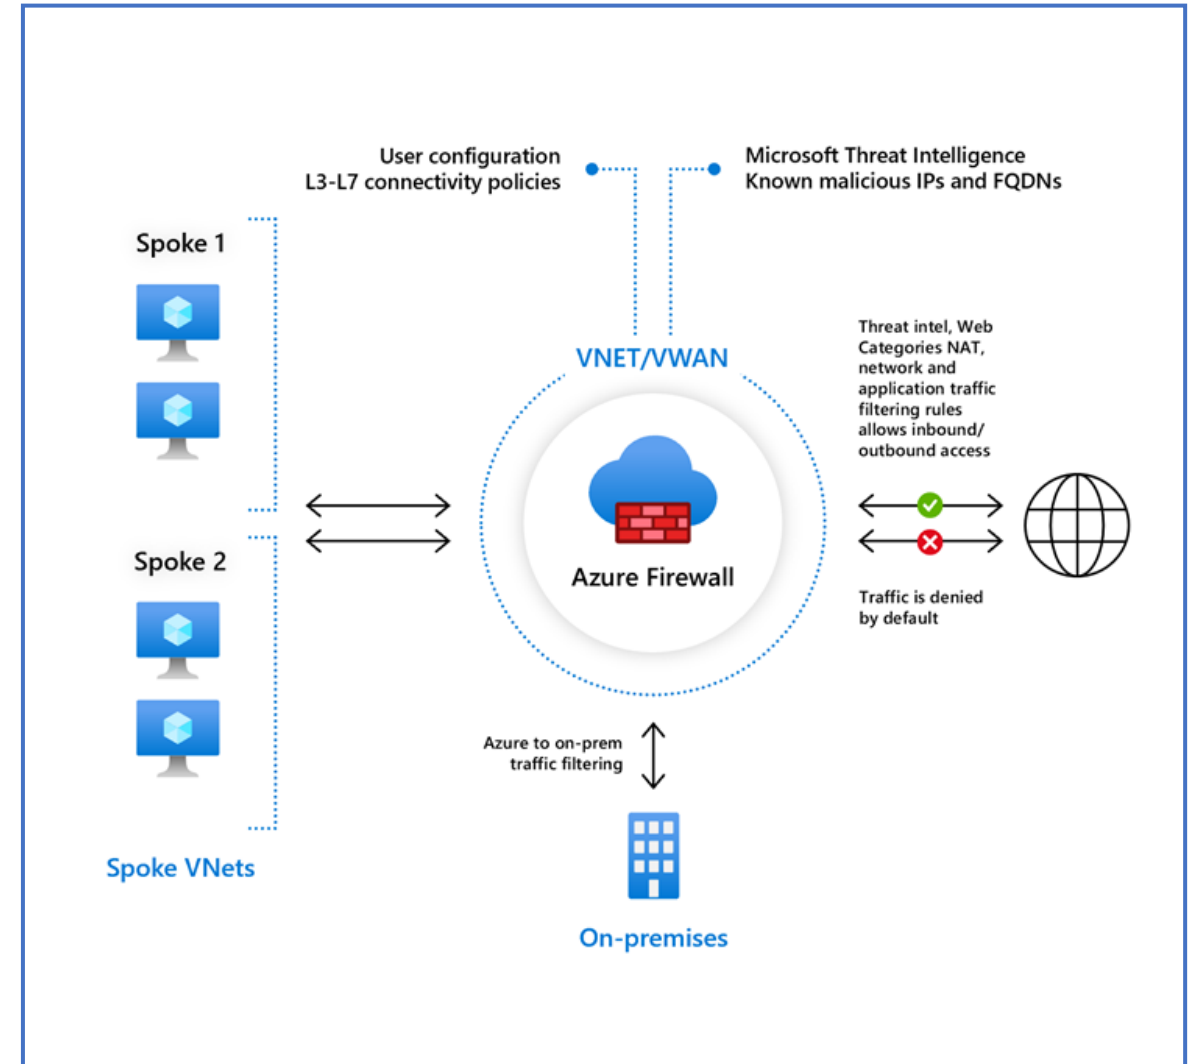 User configuration
L3-L7 connectivity policies
Microsoft Threat Intelligence
Known malicious IPs and FQDNs
Spoke 1
VNET/VWAN
Threat intel, Web
Categories NAT,
network and
application traffic
filtering rules
allows inbound/
outbound access
Spoke 2
Azure Firewall
Traffic is denied
by default
Azure to on-prem
traffic filtering
Spoke VNets
On-premises